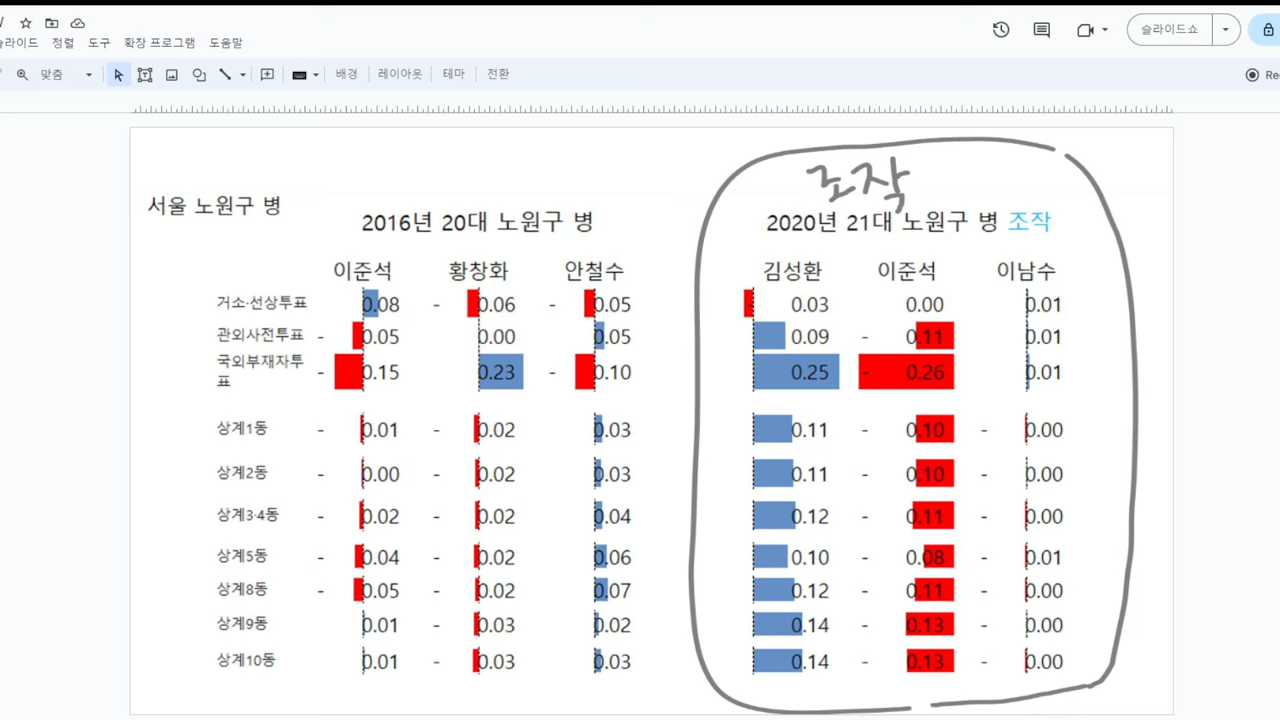 슬라이드 정렬 도구 확장 프로그램 도움말
슬라이드쇼
맞춤 배경 레이아웃 테마 전환
조작
서울 노원구 병
2016년 20대 노원구 병 2020년 21대 노원구 병 조작
이준석 황창화 안철수 김성환 이준석 이남수
거소·선상투표 0.08 - 0.06 - 0.05 - 0.03 0.00 0.01
관외사전투표 - 0.05 0.00 0.05 0.09 - 0.11 0.01
국외부재자투표 - 0.15 0.23 - 0.10 0.25 - 0.26 0.01
상계1동 - 0.01 - 0.02 0.03 0.11 - 0.10 - 0.00
상계2동 - 0.00 - 0.02 0.03 0.11 - 0.10 - 0.00
상계3·4동 - 0.02 - 0.02 0.04 0.12 - 0.11 - 0.00
상계5동 - 0.04 - 0.02 0.06 0.10 - 0.08 - 0.01
상계8동 - 0.05 - 0.02 0.07 0.12 - 0.11 - 0.00
상계9동 0.01 - 0.03 0.02 0.14 - 0.13 - 0.00
상계10동 0.01 - 0.03 0.03 0.14 - 0.13 - 0.00